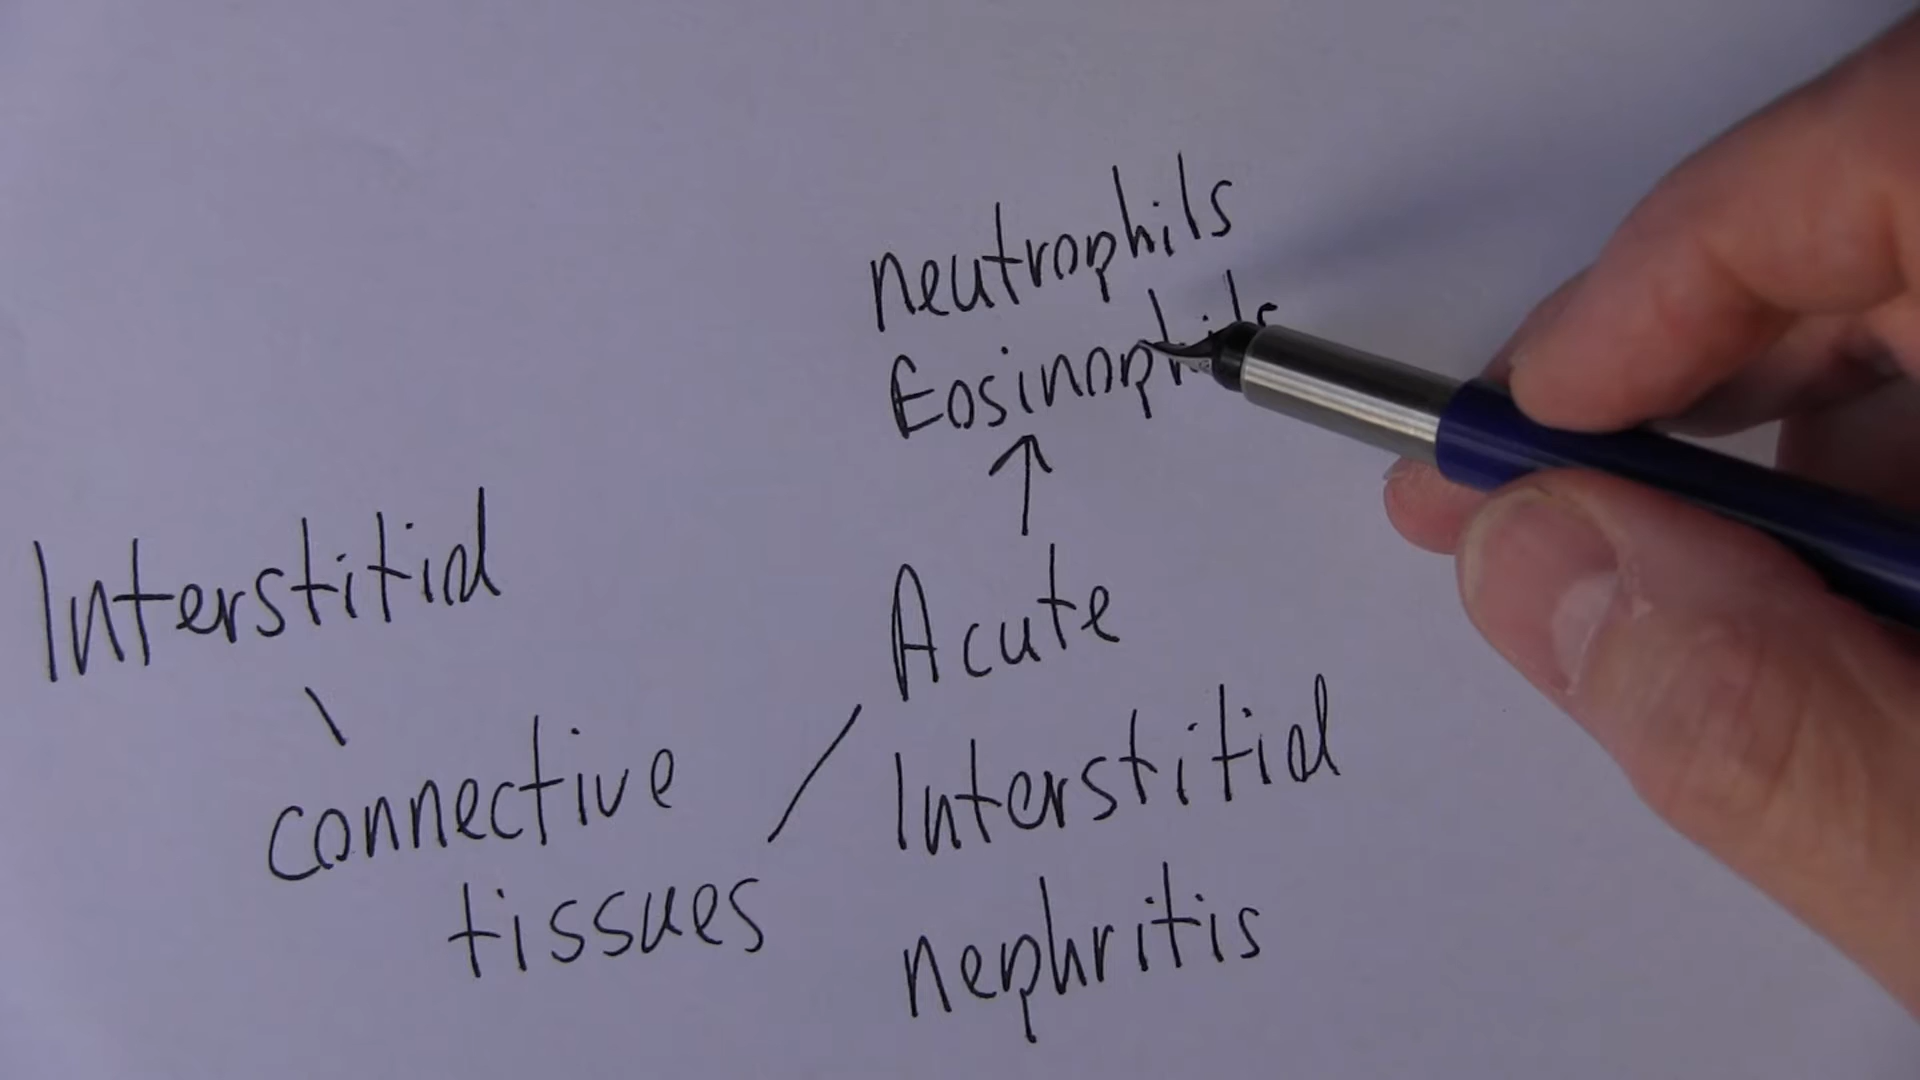 neutrophils
Eosinophils
Interstitial
Acute
connective
Interstitial
tissues
nephritis